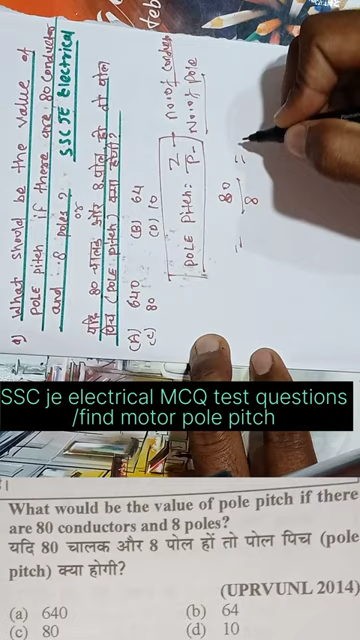 Q) What should be the value of
Pole pitch if there are 80 conductor
and 8 poles? SSC JE Electrical
or
यदि 80 चालक और 8 पोल हो तो पोल
पिच (pole pitch) क्या होगी?
(A) 640 (B) 64
(C) 80 (D) 10
Pole Pitch = Z → No. of conduct
P → No. of Pole
= 80
8
=
SSC je electrical MCQ test questions
/find motor pole pitch
What would be the value of pole pitch if there
are 80 conductors and 8 poles?
यदि 80 चालक और 8 पोल हों तो पोल पिच (pole
pitch) क्या होगी?
(UPRVUNL 2014)
(a) 640 (b) 64
(c) 80 (d) 10